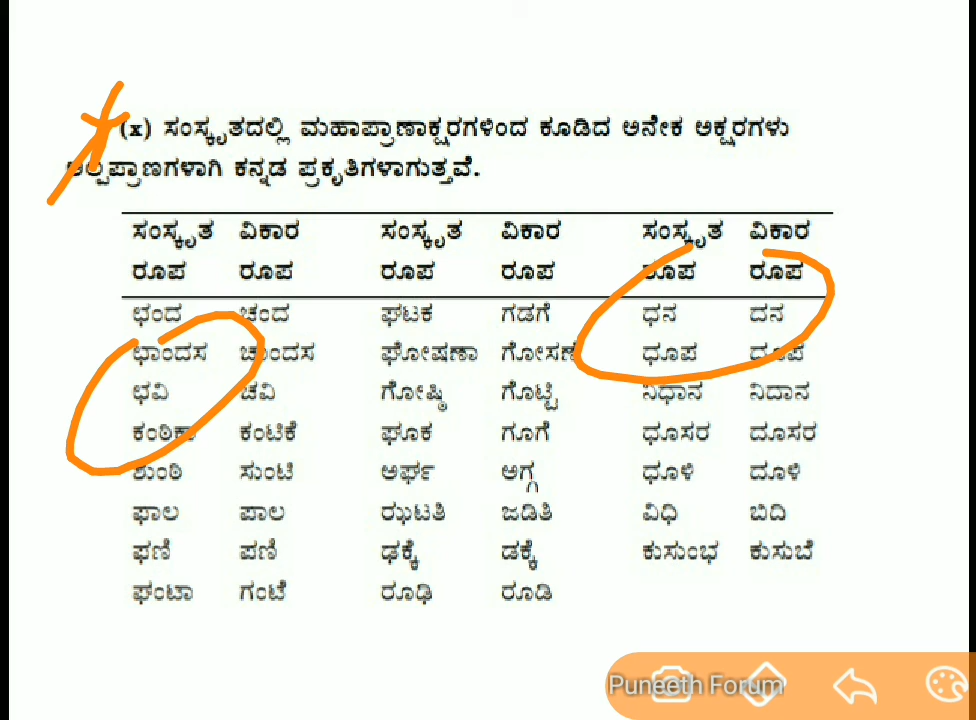 (x) ಸಂಸ್ಕೃತದಲ್ಲಿ ಮಹಾಪ್ರಾಣಾಕ್ಷರಗಳಿಂದ ಕೂಡಿದ ಅನೇಕ ಅಕ್ಷರಗಳು
ಅಲ್ಪಪ್ರಾಣಗಳಾಗಿ ಕನ್ನಡ ಪ್ರಕೃತಿಗಳಾಗುತ್ತವೆ.
ಸಂಸ್ಕೃತ ವಿಕಾರ ಸಂಸ್ಕೃತ ವಿಕಾರ ಸಂಸ್ಕೃತ ವಿಕಾರ
ರೂಪ ರೂಪ ರೂಪ ರೂಪ ರೂಪ ರೂಪ
ಛಂದ ಚಂದ ಘಟಕ ಗಡಗೆ ಧನ ದನ
ಛಾಂದಸ ಚಾಂದಸ ಘೋಷಣಾ ಗೋಸಣೆ ಧೂಪ ದೂಪ
ಛವಿ ಚವಿ ಗೋಷ್ಠಿ ಗೊಟ್ಟಿ ನಿಧಾನ ನಿದಾನ
ಕಂಠಿಕಾ ಕಂಟಿಕೆ ಘೂಕ ಗೂಗೆ ಧೂಸರ ದೂಸರ
ಶುಂಠಿ ಸುಂಟಿ ಅರ್ಘ ಅಗ್ಗ ಧೂಳಿ ದೂಳಿ
ಫಾಲ ಪಾಲ ಝಟತಿ ಜಡಿತಿ ವಿಧಿ ಬಿದಿ
ಫಣಿ ಪಣಿ ಢಕ್ಕೆ ಡಕ್ಕೆ ಕುಸುಂಭ ಕುಸುಬೆ
ಘಂಟಾ ಗಂಟೆ ರೂಢಿ ರೂಡಿ
Puneeth Forum